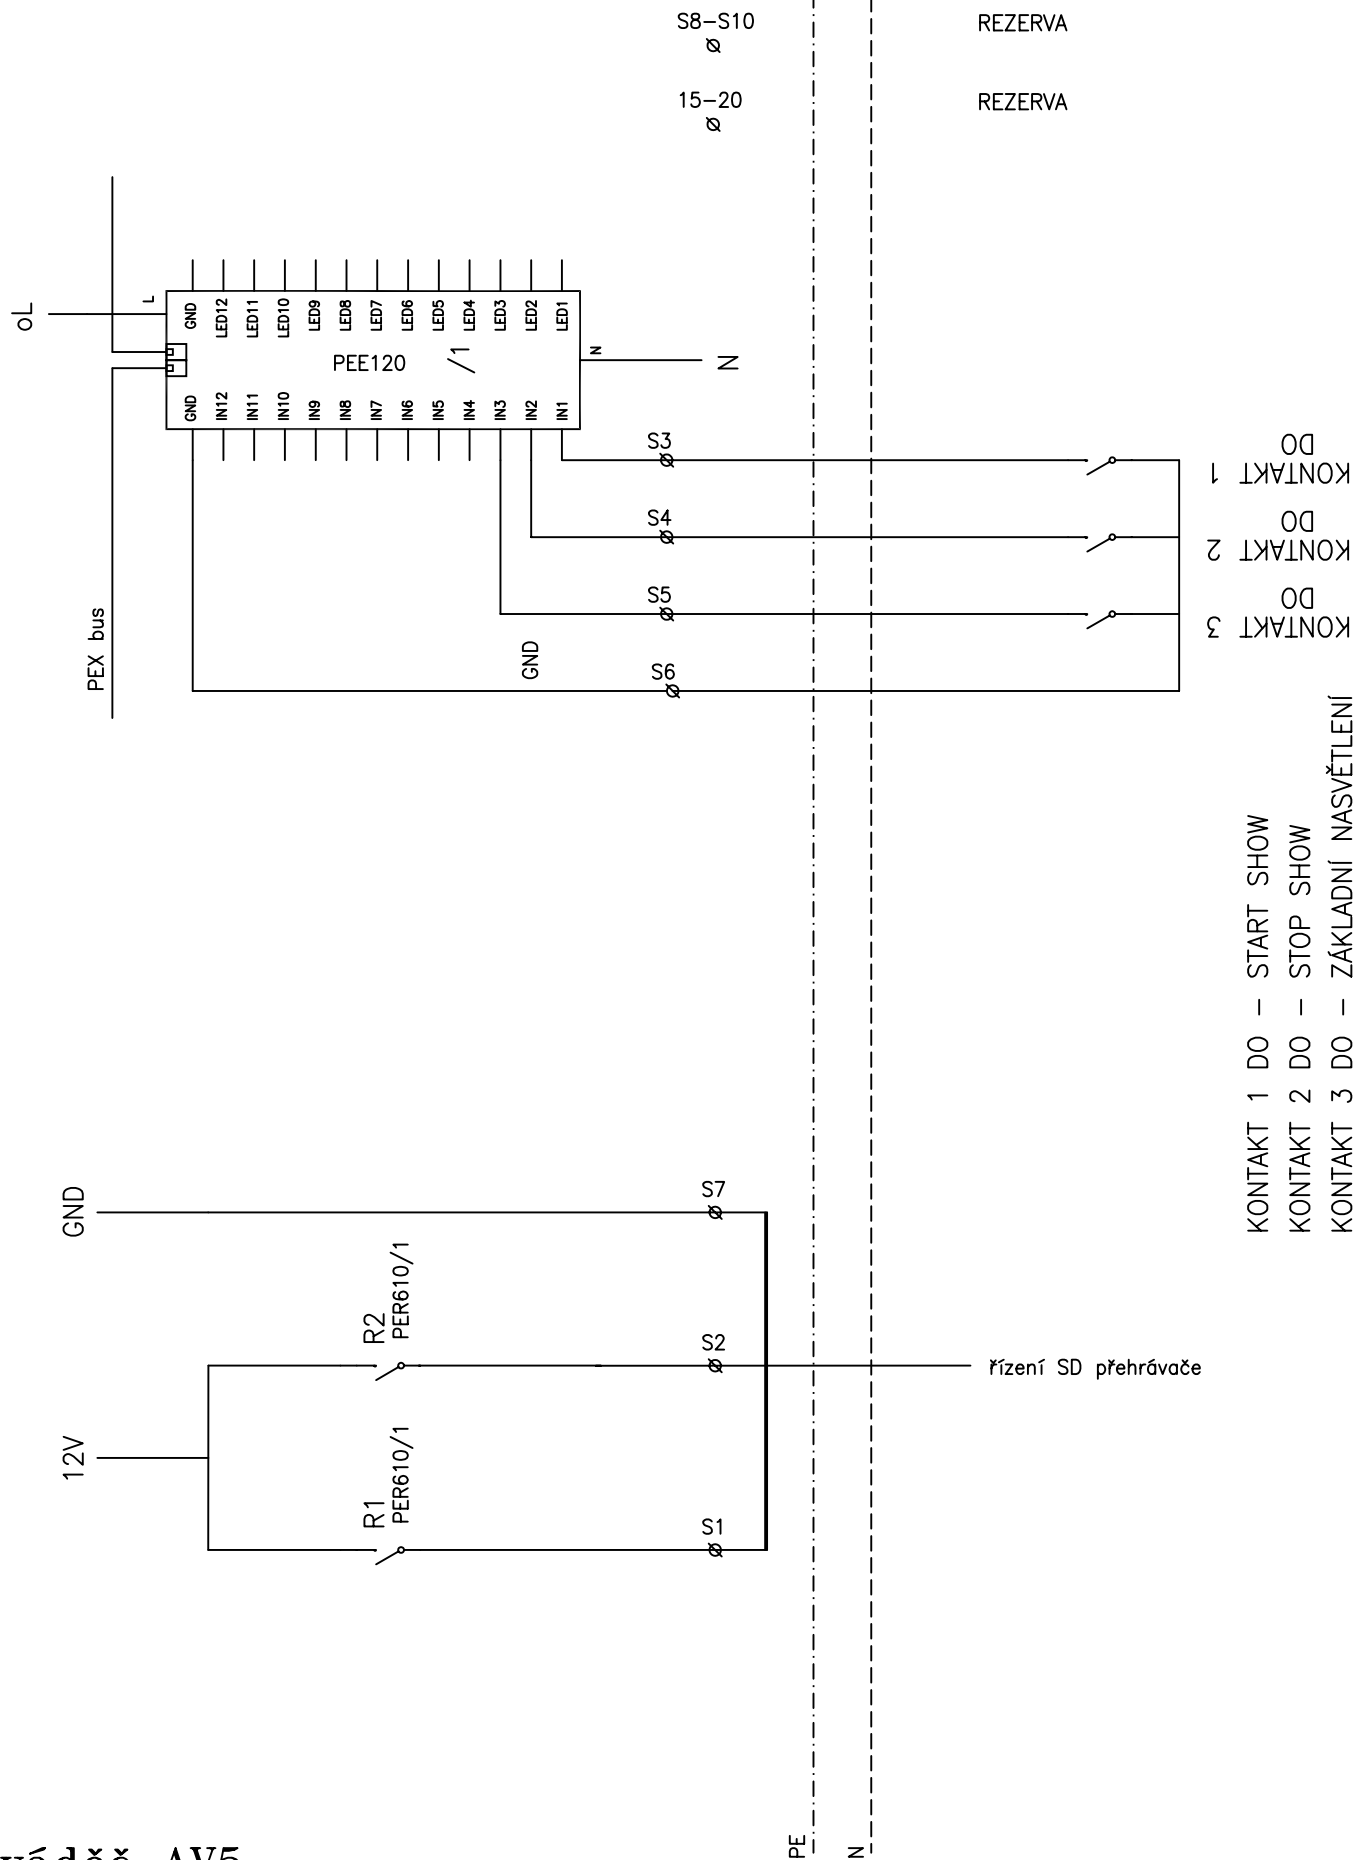 S8-S10
REZERVA
15-20
REZERVA
oL
L
GND
LED12
LED11
LED10
LED9
LED8
LED7
LED6
LED5
LED4
LED3
LED2
LED1
PEE120
/1
N
N
GND
IN12
IN11
IN10
IN9
IN8
IN7
IN6
IN5
IN4
IN3
IN2
IN1
S3
KONTAKT 1
DO
S4
KONTAKT 2
DO
S5
KONTAKT 3
DO
PEX bus
GND
S6
KONTAKT 1 DO - START SHOW
KONTAKT 2 DO - STOP SHOW
KONTAKT 3 DO - ZÁKLADNÍ NASVĚTLENÍ
GND
S7
R2
PER610/1
S2
řízení SD přehrávače
12V
R1
PER610/1
S1
PE
N
váděč AV5